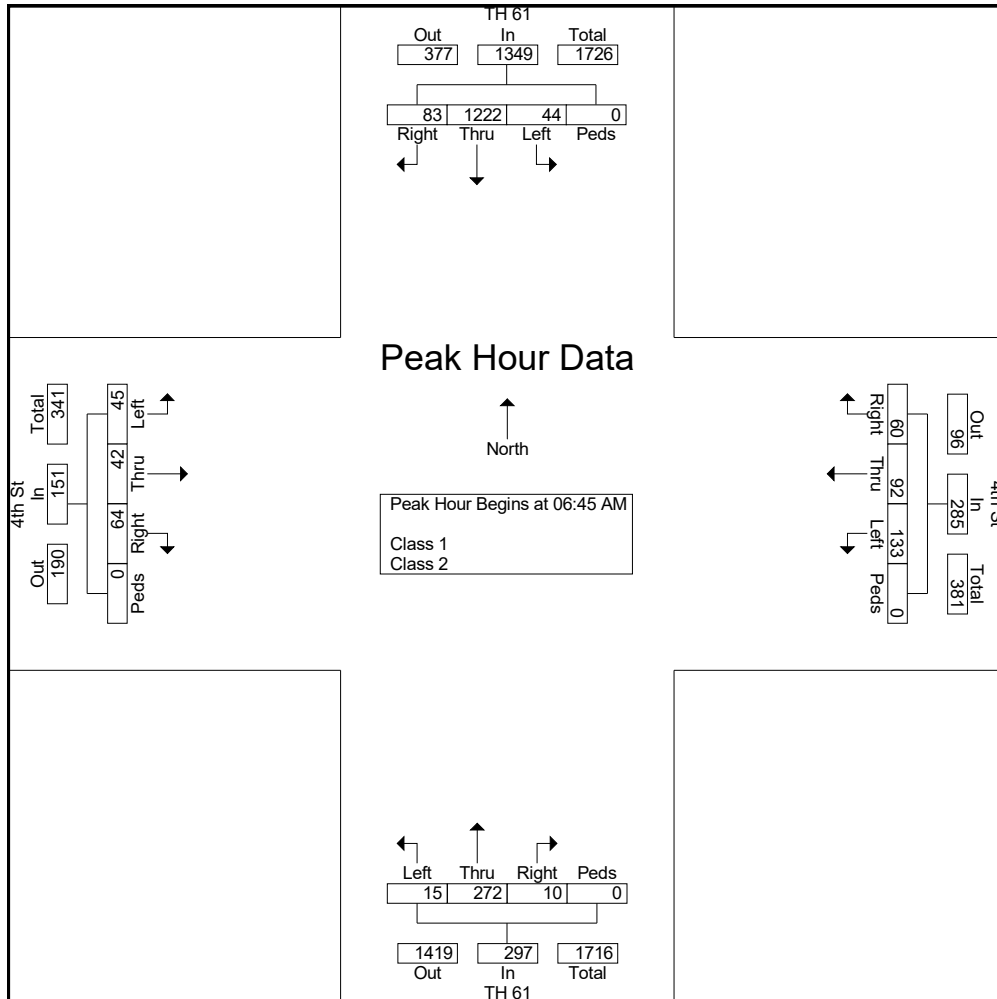 TH 61
Out In Total
377 1349 1726
83 1222 44 0
Right Thru Left Peds
Peak Hour Data
North
Peak Hour Begins at 06:45 AM
Class 1
Class 2
4th St
Total In Out
341 151 190
45 42 64 0
Left Thru Right Peds
Right Thru Left Peds
60 92 133 0
Out In Total
96 285 381
4th St
Left Thru Right Peds
15 272 10 0
1419 297 1716
Out In Total
TH 61